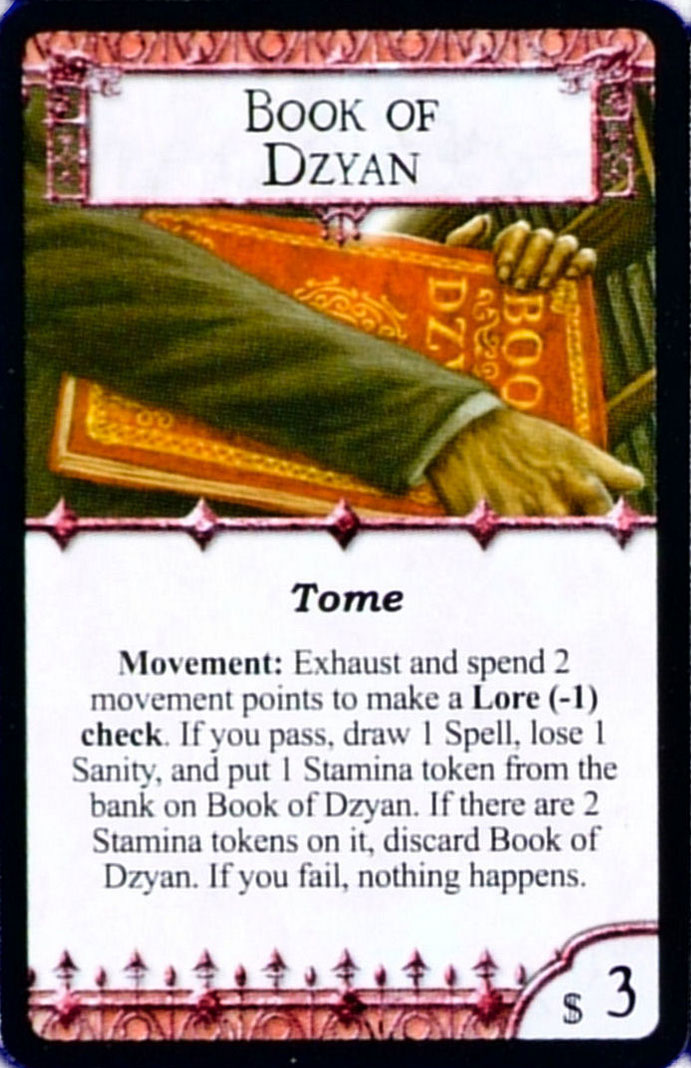 BOOK OF
DZYAN
BOO
DZY
Tome
Movement: Exhaust and spend 2
movement points to make a Lore (-1)
check. If you pass, draw 1 Spell, lose 1
Sanity, and put 1 Stamina token from the
bank on Book of Dzyan. If there are 2
Stamina tokens on it, discard Book of
Dzyan. If you fail, nothing happens.
$ 3